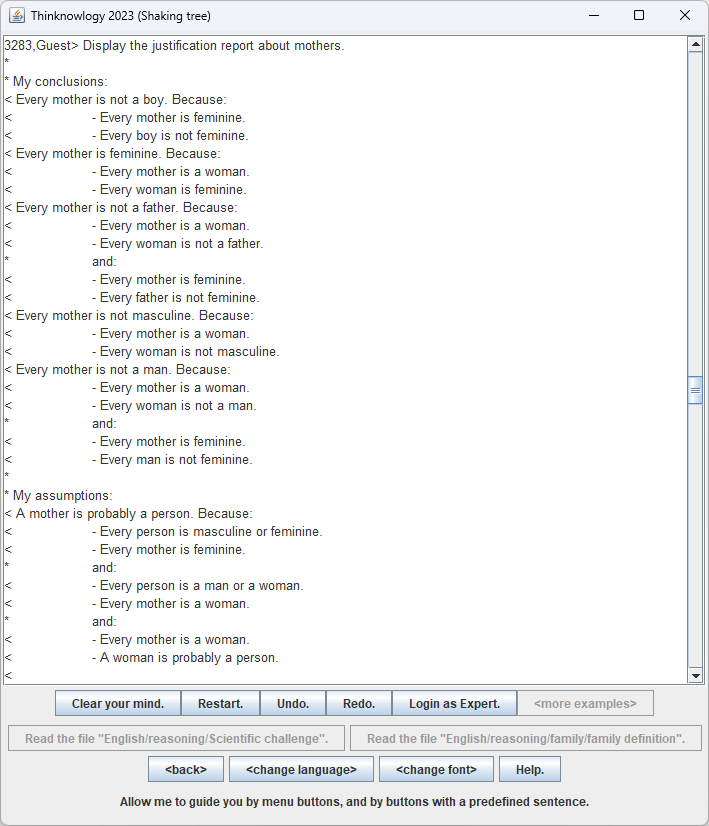 Thinknowlogy 2023 (Shaking tree)
3283,Guest> Display the justification report about mothers.
*
* My conclusions:
< Every mother is not a boy. Because:
< - Every mother is feminine.
< - Every boy is not feminine.
< Every mother is feminine. Because:
< - Every mother is a woman.
< - Every woman is feminine.
< Every mother is not a father. Because:
< - Every mother is a woman.
< - Every woman is not a father.
* and:
< - Every mother is feminine.
< - Every father is not feminine.
< Every mother is not masculine. Because:
< - Every mother is a woman.
< - Every woman is not masculine.
< Every mother is not a man. Because:
< - Every mother is a woman.
< - Every woman is not a man.
* and:
< - Every mother is feminine.
< - Every man is not feminine.
*
* My assumptions:
< A mother is probably a person. Because:
< - Every person is masculine or feminine.
< - Every mother is feminine.
* and:
< - Every person is a man or a woman.
< - Every mother is a woman.
* and:
< - Every mother is a woman.
< - A woman is probably a person.
<
Clear your mind. Restart. Undo. Redo. Login as Expert. <more examples>
Read the file "English/reasoning/Scientific challenge". Read the file "English/reasoning/family/family definition".
<back> <change language> <change font> Help.
Allow me to guide you by menu buttons, and by buttons with a predefined sentence.